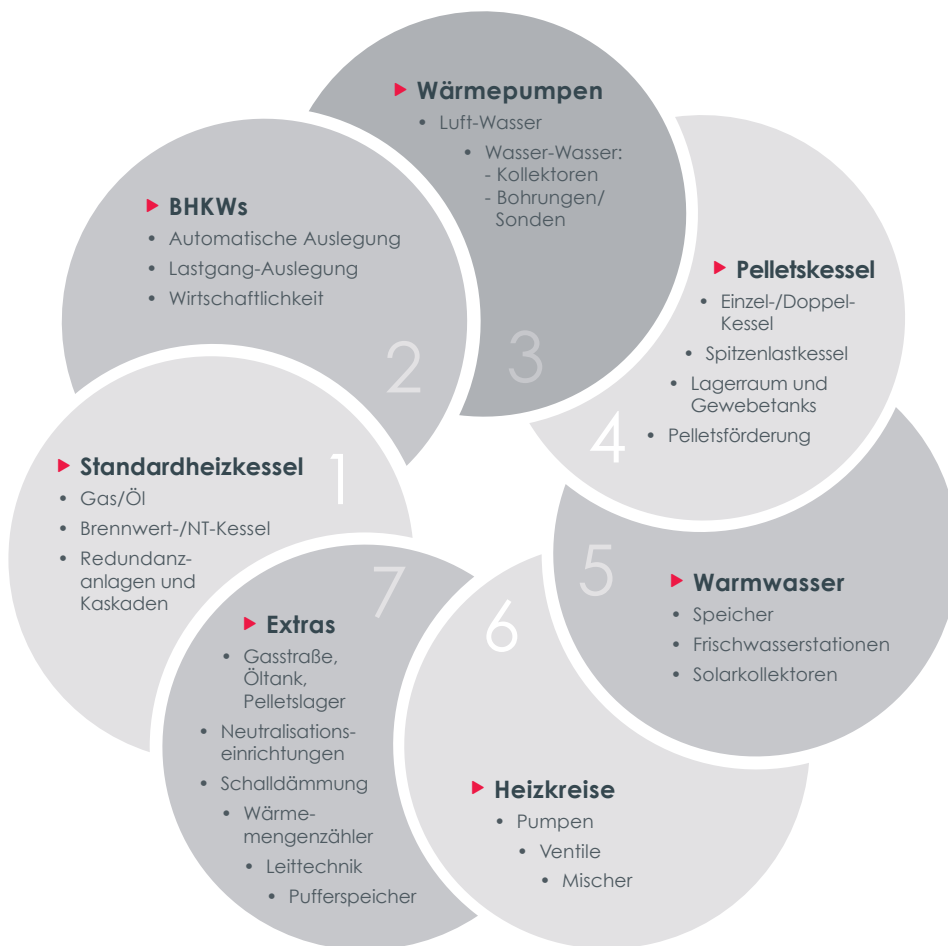 ▶ Standardheizkessel
• Gas/Öl
• Brennwert-/NT-Kessel
• Redundanz-
anlagen und
Kaskaden
1
▶ BHKWs
• Automatische Auslegung
• Lastgang-Auslegung
• Wirtschaftlichkeit
2
▶ Wärmepumpen
• Luft-Wasser
• Wasser-Wasser:
- Kollektoren
- Bohrungen/
Sonden
3
▶ Pelletskessel
• Einzel-/Doppel-
Kessel
• Spitzenlastkessel
• Lagerraum und
Gewebetanks
• Pelletsförderung
4
▶ Warmwasser
• Speicher
• Frischwasserstationen
• Solarkollektoren
5
▶ Heizkreise
• Pumpen
• Ventile
• Mischer
6
▶ Extras
• Gasstraße,
Öltank,
Pelletslager
• Neutralisations-
einrichtungen
• Schalldämmung
• Wärme-
mengenzähler
• Leittechnik
• Pufferspeicher
7